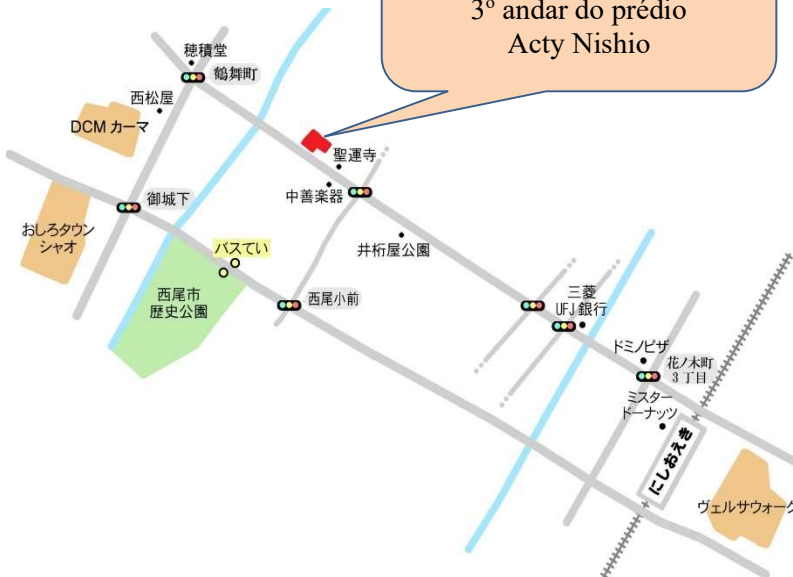 3º andar do prédio
Acty Nishio
穂積堂
鶴舞町
西松屋
DCM カーマ
聖運寺
中善楽器
御城下
おしろタウン
シャオ
バスてい
井桁屋公園
西尾市
歴史公園
西尾小前
三菱
UFJ 銀行
ドミノピザ
花ノ木町
3丁目
ミスター
ドーナッツ
にしおえき
ヴェルサウォーク